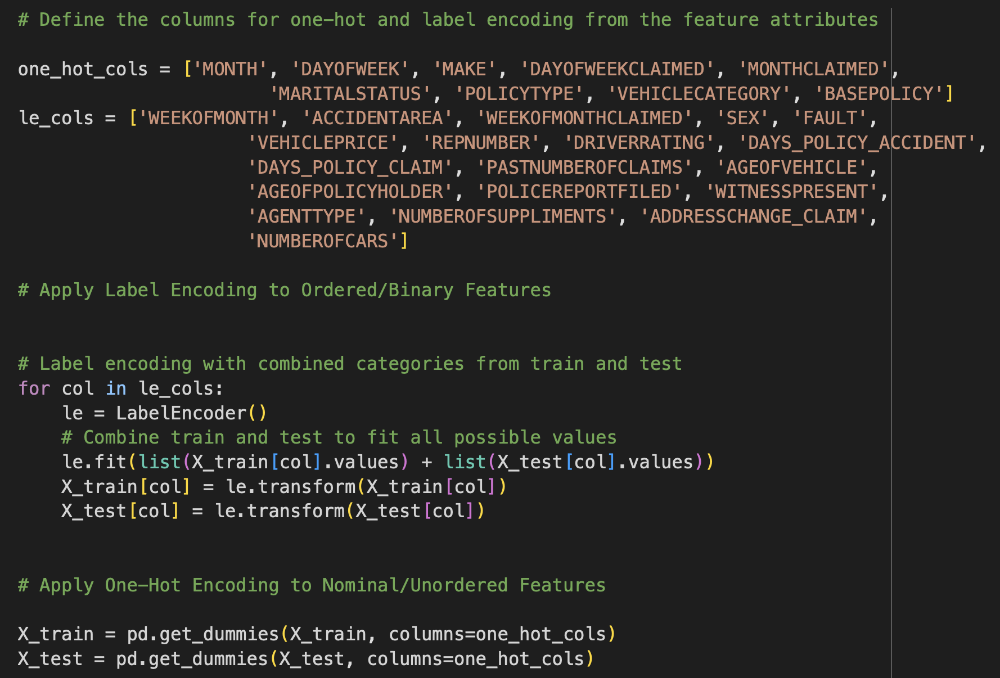 # Define the columns for one-hot and label encoding from the feature attributes
one_hot_cols = ['MONTH', 'DAYOFWEEK', 'MAKE', 'DAYOFWEEKCLAIMED', 'MONTHCLAIMED',
'MARITALSTATUS', 'POLICYTYPE', 'VEHICLECATEGORY', 'BASEPOLICY']
le_cols = ['WEEKOFMONTH', 'ACCIDENTAREA', 'WEEKOFMONTHCLAIMED', 'SEX', 'FAULT',
'VEHICLEPRICE', 'REPNUMBER', 'DRIVERRATING', 'DAYS_POLICY_ACCIDENT',
'DAYS_POLICY_CLAIM', 'PASTNUMBEROFCLAIMS', 'AGEOFVEHICLE',
'AGEOFPOLICYHOLDER', 'POLICEREPORTFILED', 'WITNESSPRESENT',
'AGENTTYPE', 'NUMBEROFSUPPLIMENTS', 'ADDRESSCHANGE_CLAIM',
'NUMBEROFCARS']
# Apply Label Encoding to Ordered/Binary Features
# Label encoding with combined categories from train and test
for col in le_cols:
le = LabelEncoder()
# Combine train and test to fit all possible values
le.fit(list(X_train[col].values) + list(X_test[col].values))
X_train[col] = le.transform(X_train[col])
X_test[col] = le.transform(X_test[col])
# Apply One-Hot Encoding to Nominal/Unordered Features
X_train = pd.get_dummies(X_train, columns=one_hot_cols)
X_test = pd.get_dummies(X_test, columns=one_hot_cols)